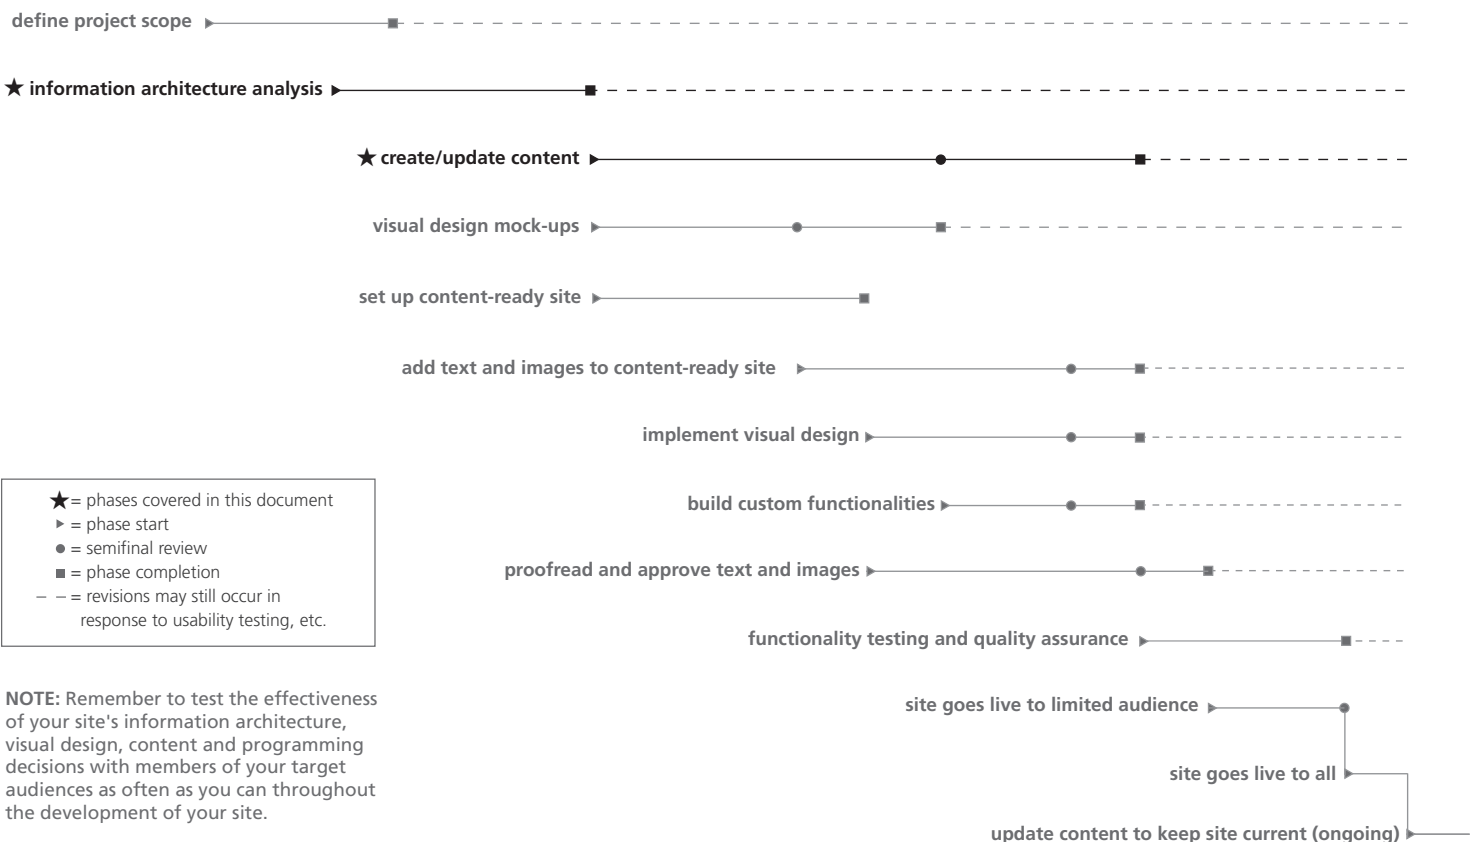 define project scope
★ information architecture analysis
★ create/update content
visual design mock-ups
set up content-ready site
add text and images to content-ready site
implement visual design
build custom functionalities
proofread and approve text and images
functionality testing and quality assurance
site goes live to limited audience
site goes live to all
update content to keep site current (ongoing)
★ = phases covered in this document
▶ = phase start
● = semifinal review
■ = phase completion
– – = revisions may still occur in
response to usability testing, etc.
NOTE: Remember to test the effectiveness
of your site's information architecture,
visual design, content and programming
decisions with members of your target
audiences as often as you can throughout
the development of your site.